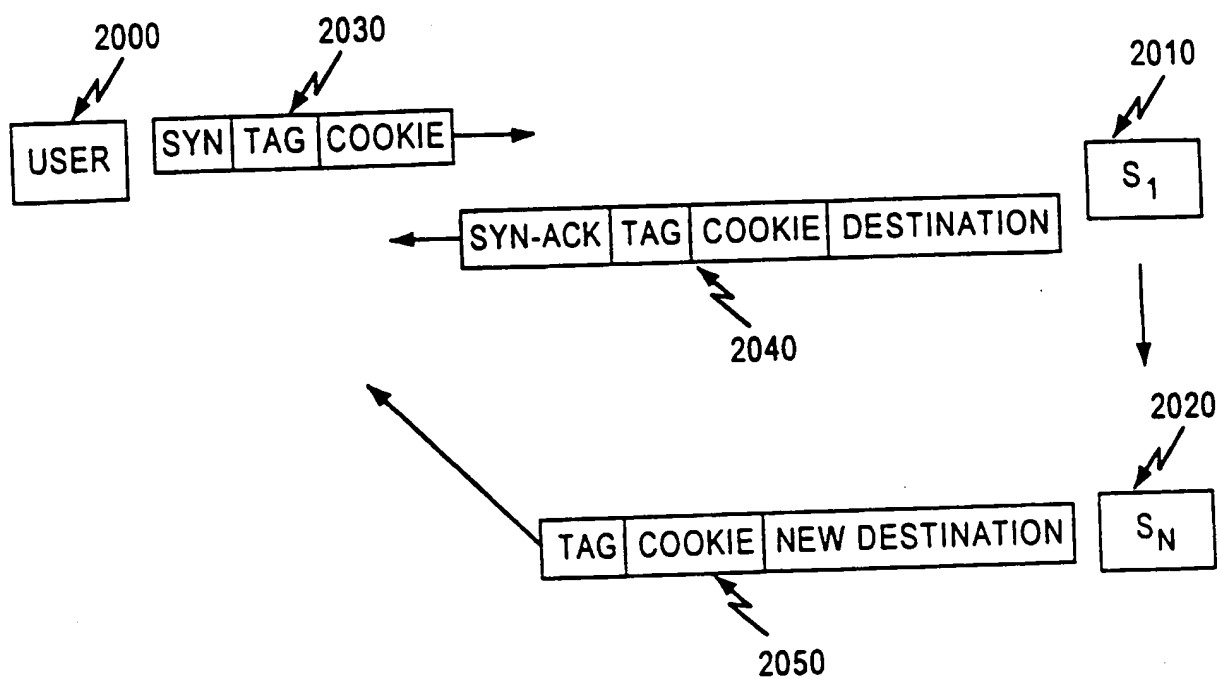 2000
2030
2010
USER
SYN TAG COOKIE
S1
SYN-ACK TAG COOKIE DESTINATION
2040
2020
TAG COOKIE NEW DESTINATION
SN
2050